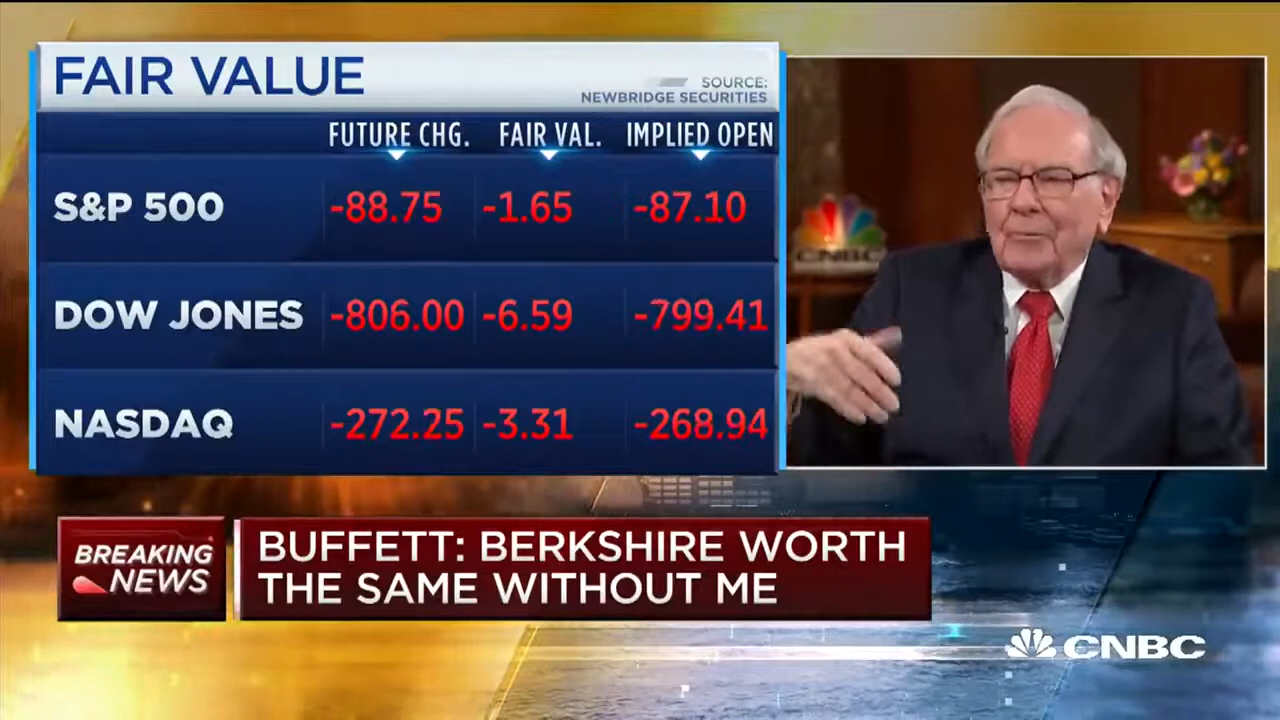 FAIR VALUE
SOURCE:
NEWBRIDGE SECURITIES
FUTURE CHG. FAIR VAL. IMPLIED OPEN
S&P 500 -88.75 -1.65 -87.10
DOW JONES -806.00 -6.59 -799.41
NASDAQ -272.25 -3.31 -268.94
CNBC
BREAKING NEWS
BUFFETT: BERKSHIRE WORTH
THE SAME WITHOUT ME
CNBC